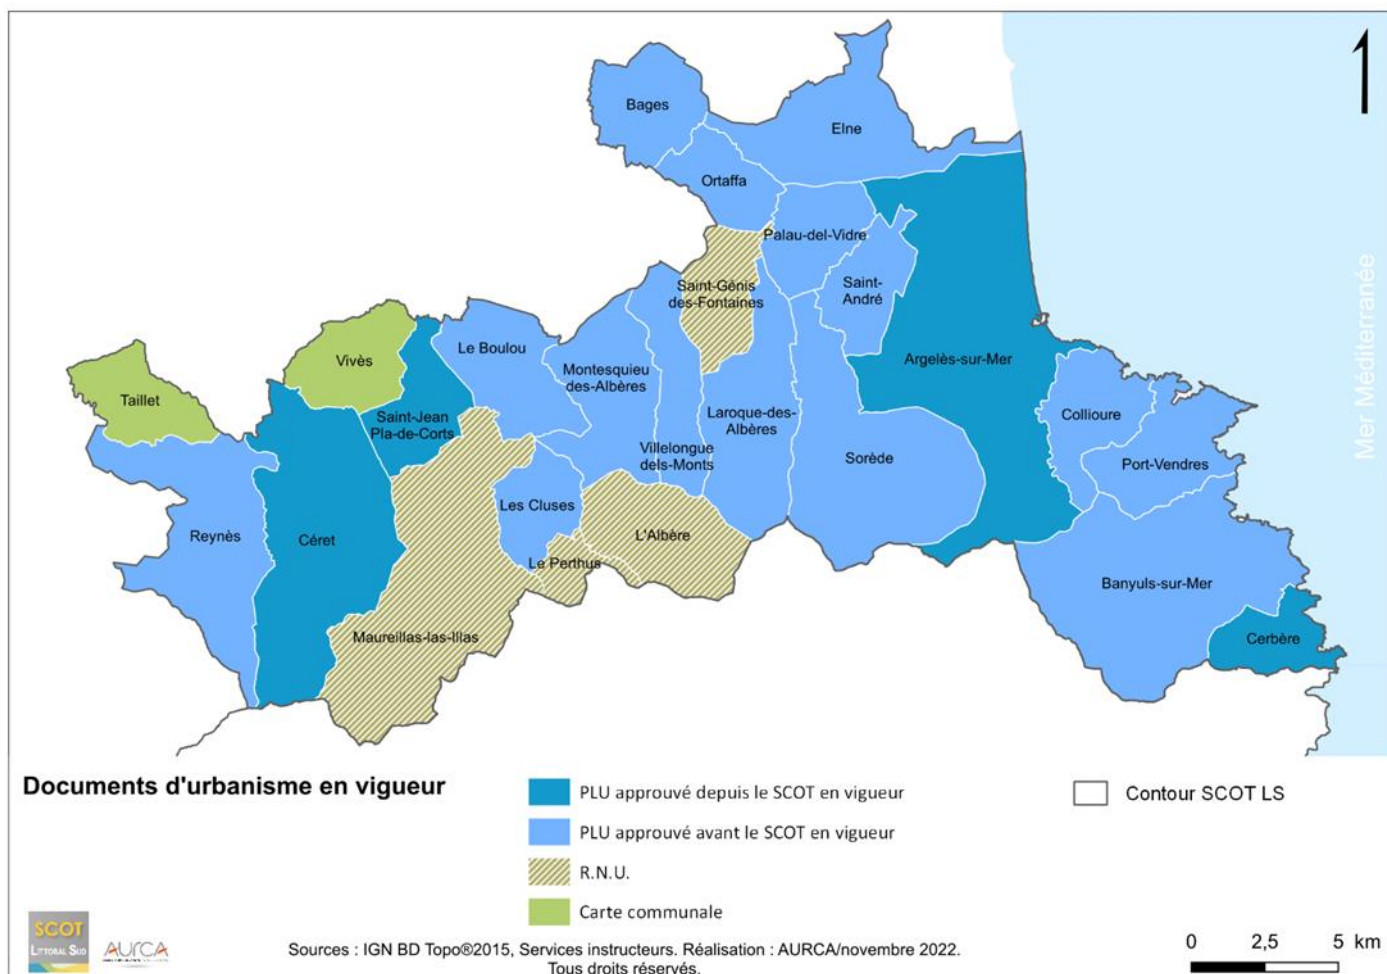 Bages
Elne
Ortaffa
Palau-del-Vidre
Saint-Génis
des-Fontaines
Saint-
André
Mer Méditerranée
Vivès
Le Boulou
Montesquieu
des-Albères
Argelès-sur-Mer
Taillet
Saint-Jean
Pla-de-Corts
Laroque-des-
Albères
Collioure
Villelongue
dels-Monts
Sorède
Port-Vendres
Les Cluses
Reynès
Céret
L'Albère
Le Perthus
Banyuls-sur-Mer
Maureillas-las-Illas
Cerbère
Documents d'urbanisme en vigueur
PLU approuvé depuis le SCOT en vigueur
Contour SCOT LS
PLU approuvé avant le SCOT en vigueur
R.N.U.
Carte communale
SCOT
LITTORAL SUD
AURCA
Sources : IGN BD Topo®2015, Services instructeurs. Réalisation : AURCA/novembre 2022.
Tous droits réservés.
0 2,5 5 km